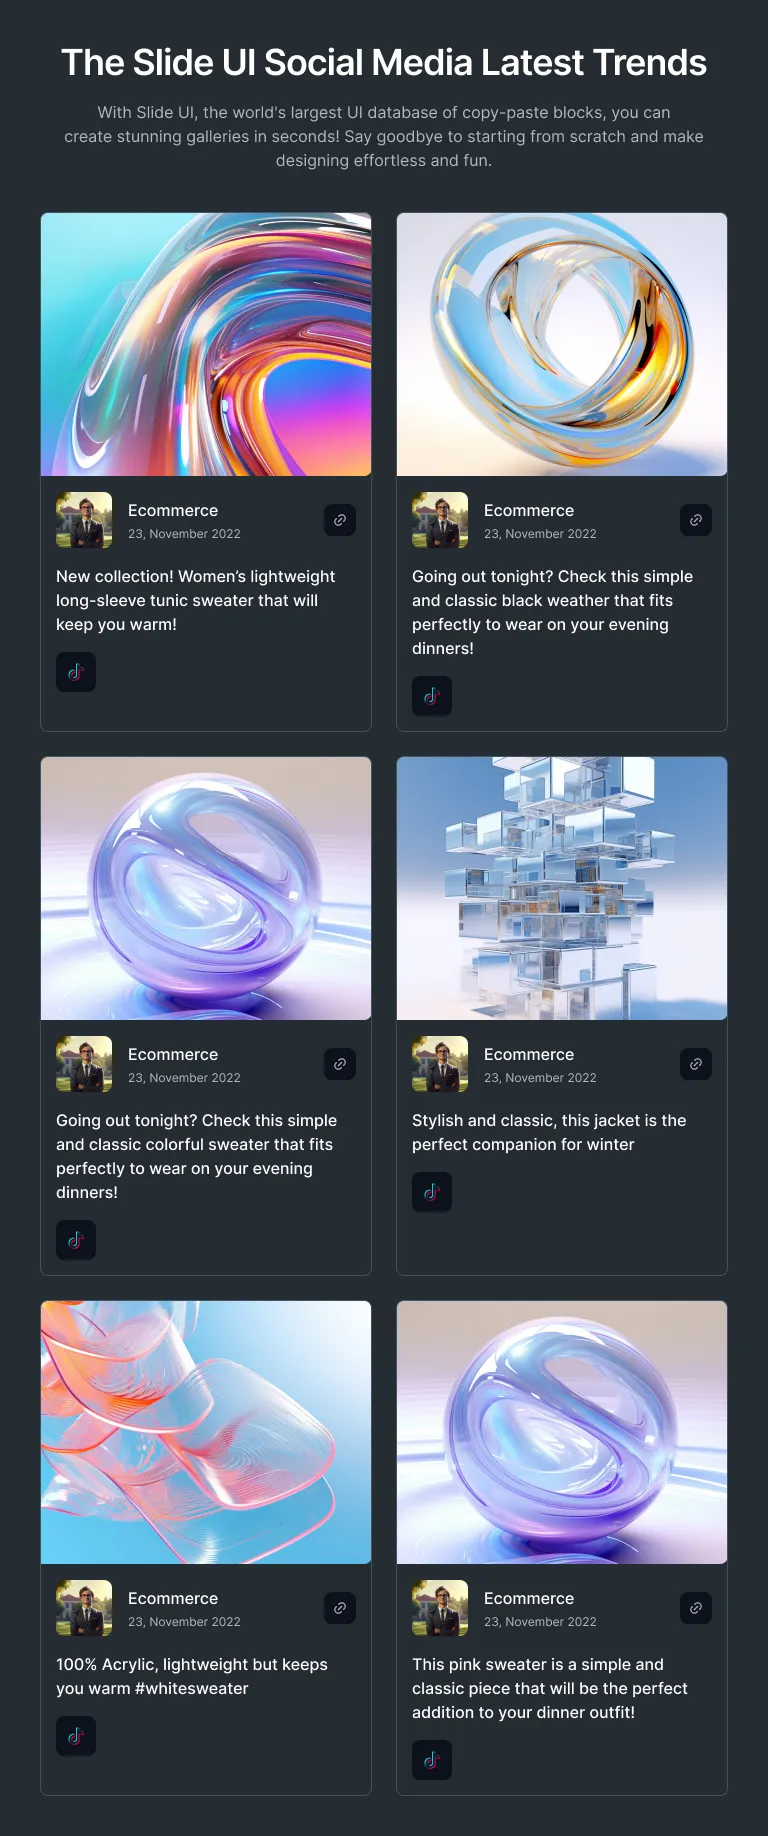 The Slide UI Social Media Latest Trends
With Slide UI, the world's largest UI database of copy-paste blocks, you can
create stunning galleries in seconds! Say goodbye to starting from scratch and make
designing effortless and fun.
Ecommerce
23, November 2022
New collection! Women’s lightweight
long-sleeve tunic sweater that will
keep you warm!
Ecommerce
23, November 2022
Going out tonight? Check this simple
and classic black weather that fits
perfectly to wear on your evening
dinners!
Ecommerce
23, November 2022
Going out tonight? Check this simple
and classic colorful sweater that fits
perfectly to wear on your evening
dinners!
Ecommerce
23, November 2022
Stylish and classic, this jacket is the
perfect companion for winter
Ecommerce
23, November 2022
100% Acrylic, lightweight but keeps
you warm #whitesweater
Ecommerce
23, November 2022
This pink sweater is a simple and
classic piece that will be the perfect
addition to your dinner outfit!